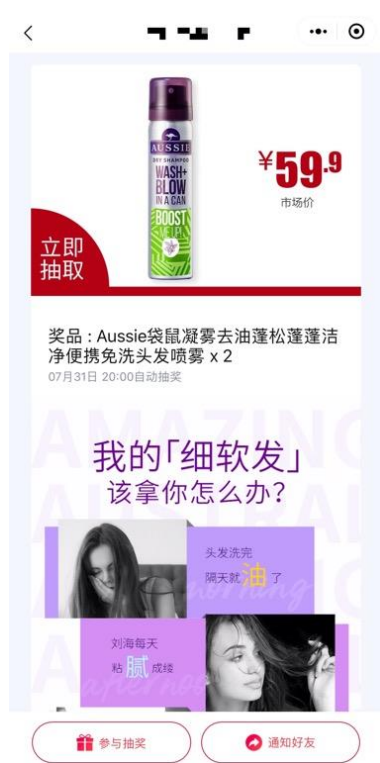 AUSSIE
DRY SHAMPOO
WASH+
BLOW
IN A CAN
BOOST
ME UP!
¥59.9
市场价
立即
抽取
奖品 : Aussie袋鼠凝雾去油蓬松蓬蓬洁
净便携免洗头发喷雾 x 2
07月31日 20:00自动抽奖
AMAZING
AUSTRAL
我的「细软发」
该拿你怎么办?
头发洗完
隔天就油了
morning
刘海每天
粘腻成缕
afternoon
参与抽奖
通知好友